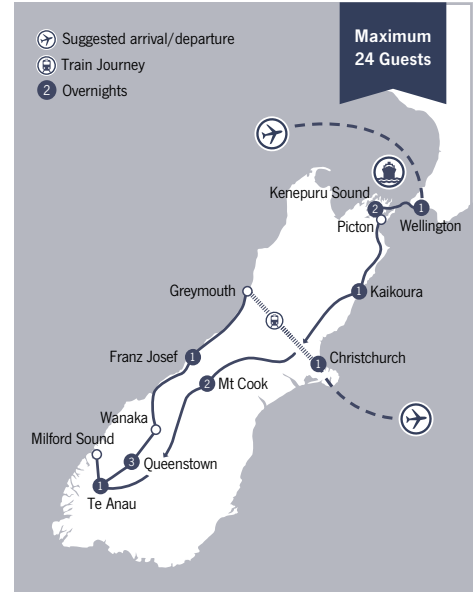 Suggested arrival/departure
Train Journey
2 Overnights
Maximum
24 Guests
Kenepuru Sound
2
1
Picton
Wellington
Greymouth
1 Kaikoura
Franz Josef 1
1 Christchurch
2 Mt Cook
Wanaka
Milford Sound
3 Queenstown
1
Te Anau